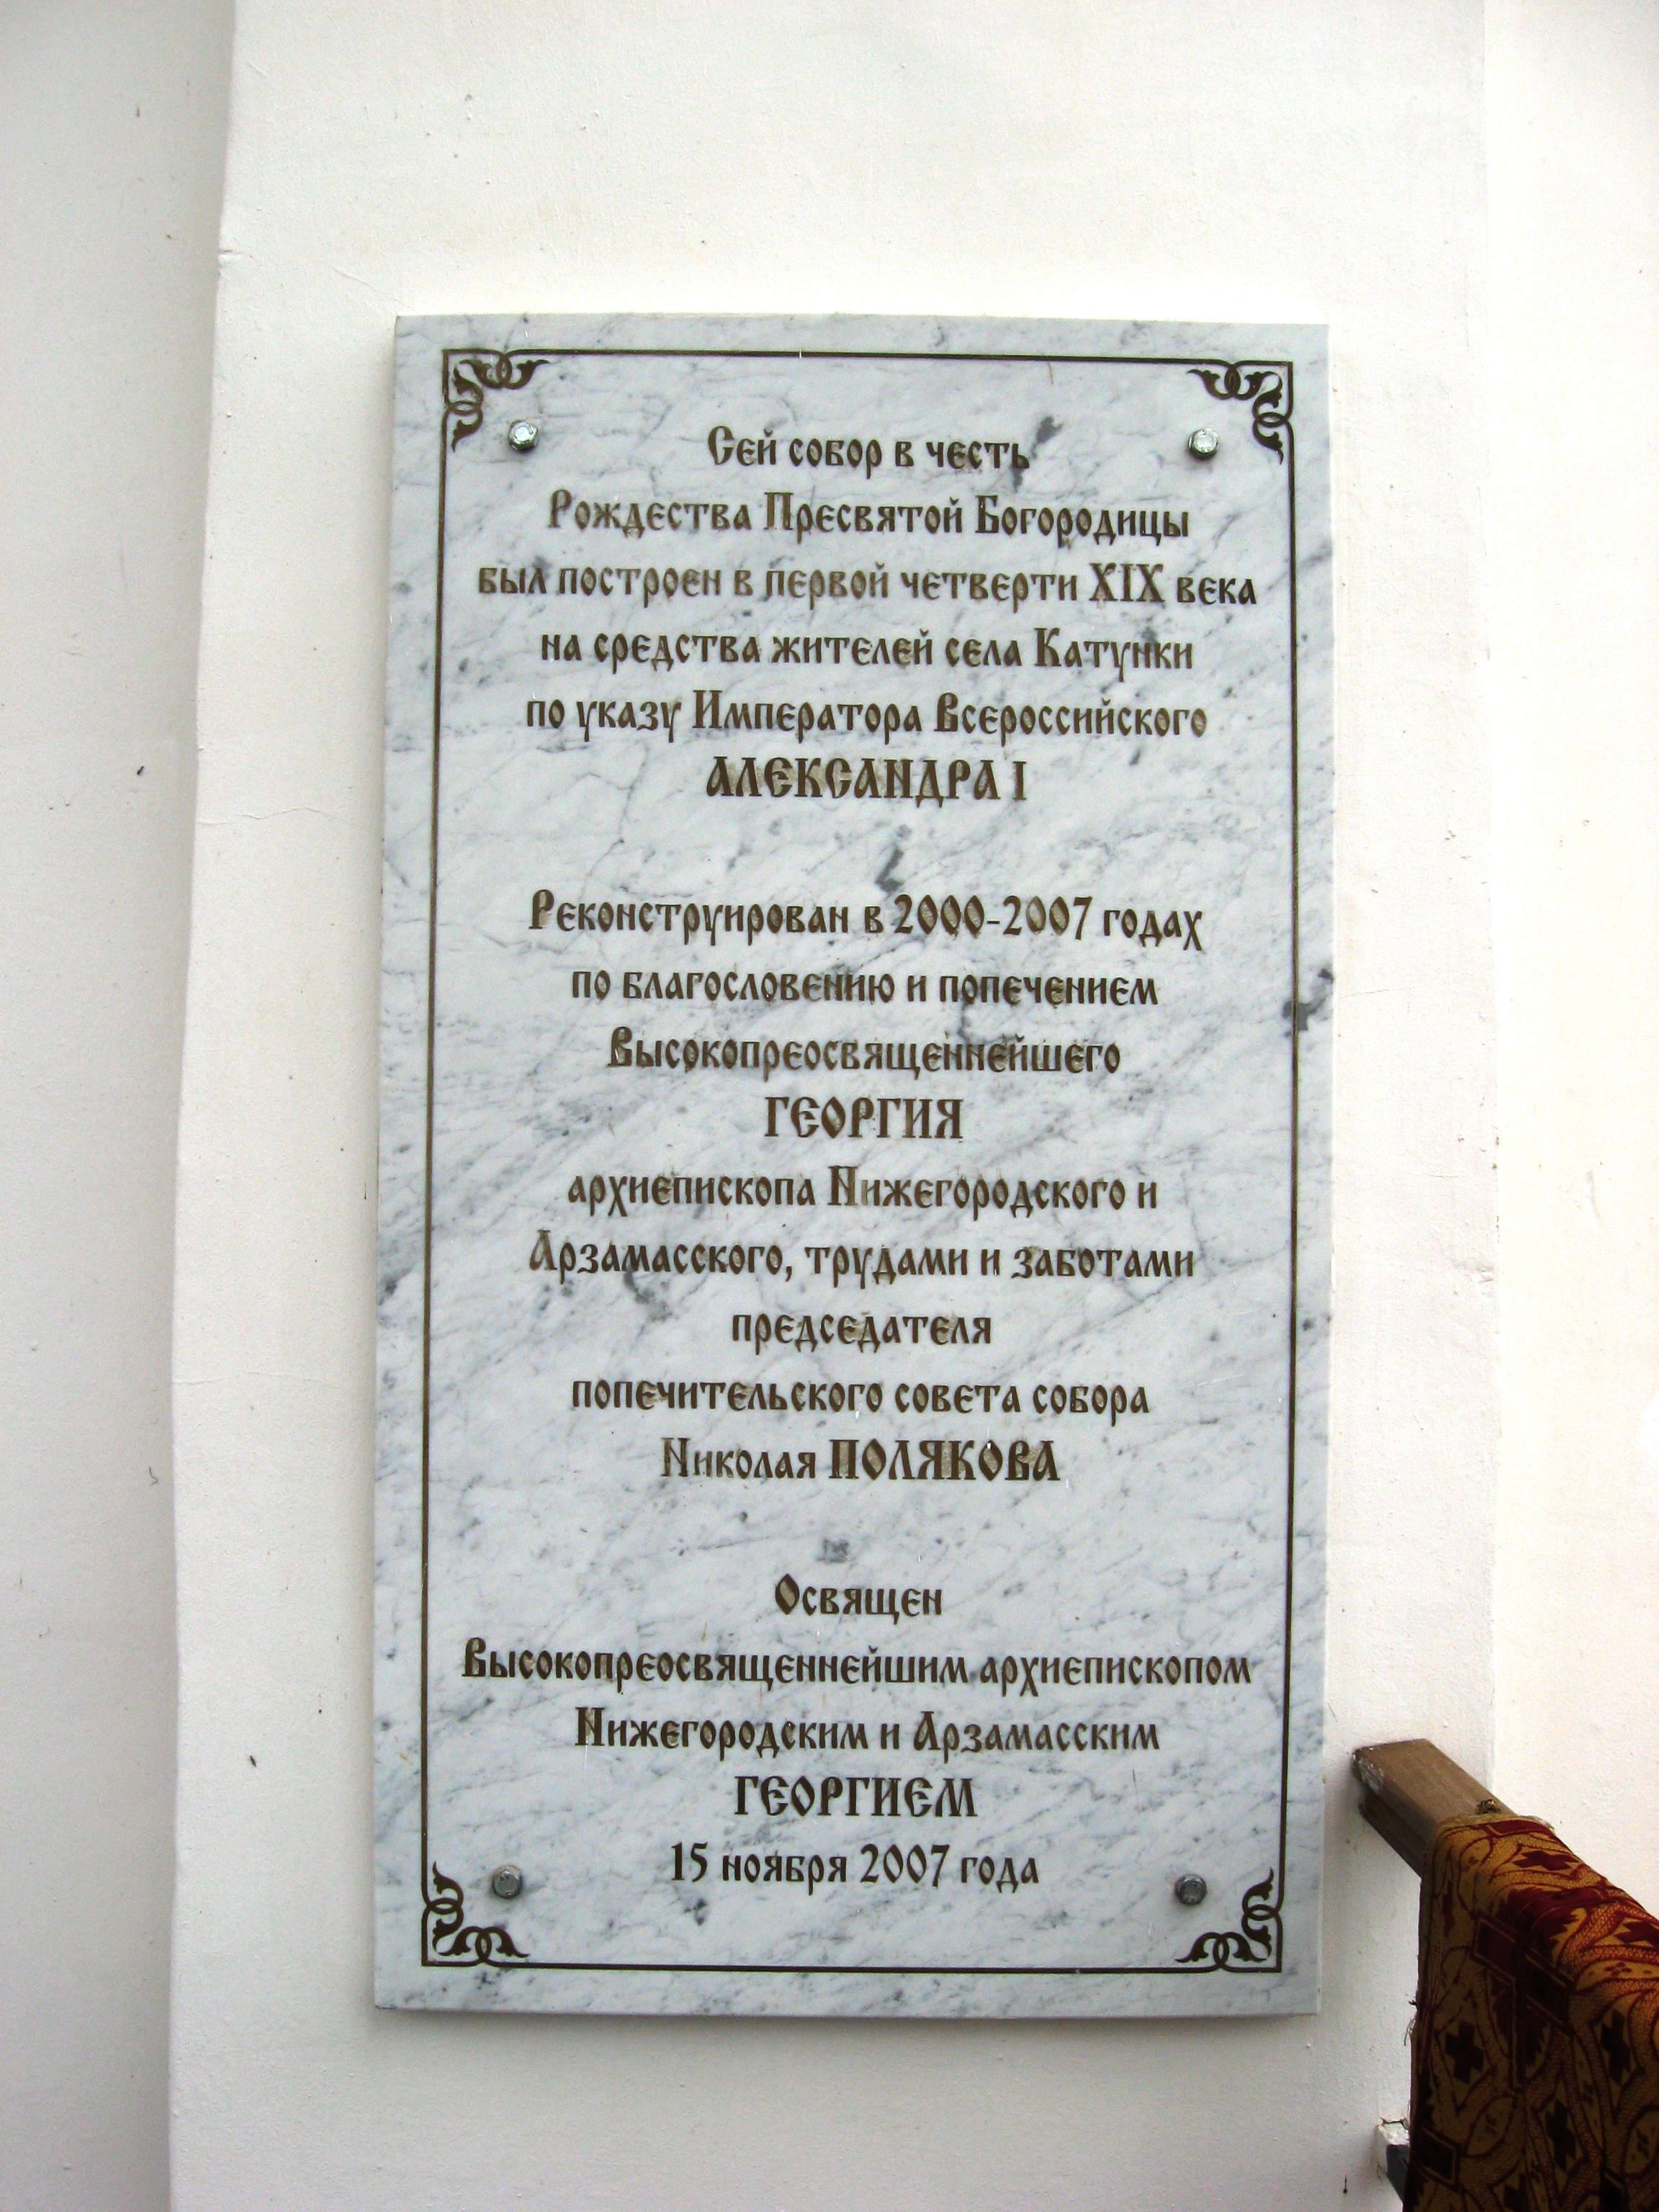 Сей собор в честь
Рождества Пресвятой Богородицы
был построен в первой четверти XIX века
на средства жителей села Катунки
по указу Императора Всероссийского
АЛЕКСАНДРА I
Реконструирован в 2000-2007 годах
по благословению и попечением
Высокопреосвященнейшего
ГЕОРГИЯ
архиепископа Нижегородского и
Арзамасского, трудами и заботами
председателя
попечительского совета собора
Николая ПОЛЯКОВА
Освящен
Высокопреосвященнейшим архиепископом
Нижегородским и Арзамасским
ГЕОРГИЕМ
15 ноября 2007 года